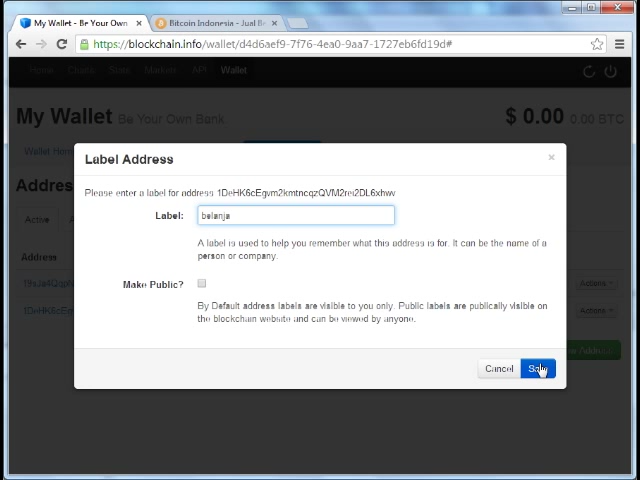 My Wallet - Be Your Own
Bitcoin Indonesia - Jual Be
https://blockchain.info/wallet/d4d6aef9-7f76-4ea0-9aa7-1727eb6fd19d#
Home Charts Stats Markets API Wallet
My Wallet Be Your Own Bank.
$ 0.00 0.00 BTC
Wallet Home
Label Address
Please enter a label for address 1DeHK6cEgvm2kmtncqzQVM2rei2DL6xhwv
Label: belanja
A label is used to help you remember what this address is for. It can be the name of a
person or company.
Make Public?
By Default address labels are visible to you only. Public labels are publically visible on
the blockchain website and can be viewed by anyone.
Cancel Save
Address
Active
Address
Actions
Actions